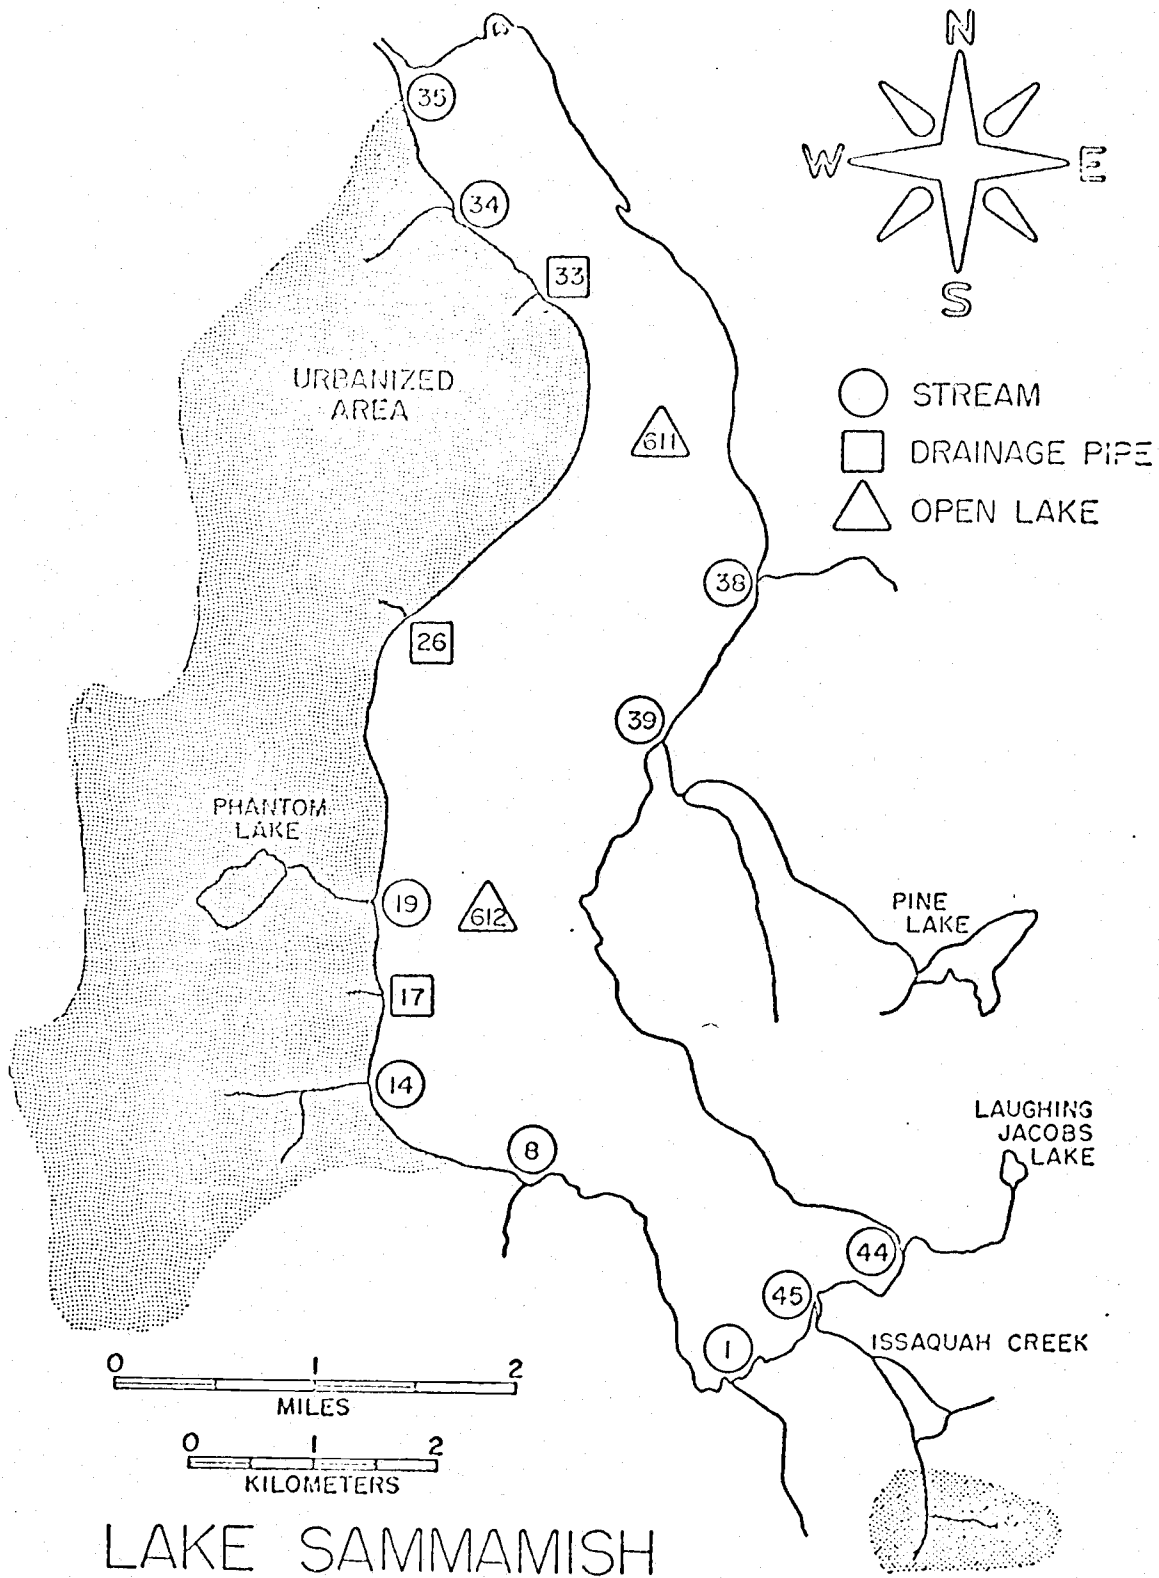 N
W
E
S
35
34
33
URBANIZED
AREA
611
STREAM
DRAINAGE PIPE
OPEN LAKE
38
26
39
PHANTOM
LAKE
19
612
17
PINE
LAKE
14
8
LAUGHING
JACOBS
LAKE
44
45
1
ISSAQUAH CREEK
0 1 2
MILES
0 1 2
KILOMETERS
LAKE SAMMAMISH